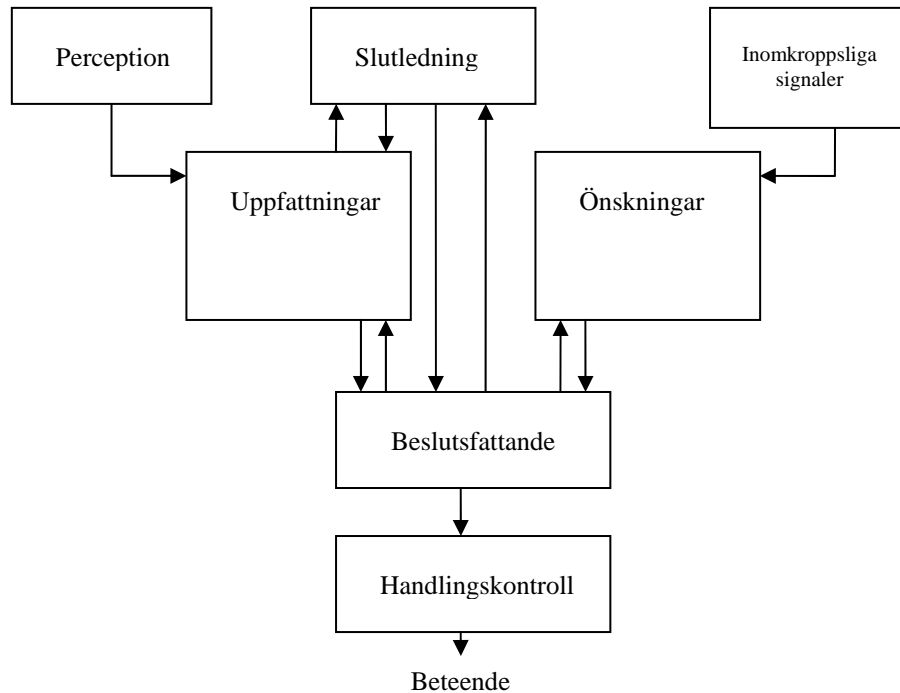 Perception
Slutledning
Inomkroppsliga
signaler
Uppfattningar
Önskningar
Beslutsfattande
Handlingskontroll
Beteende